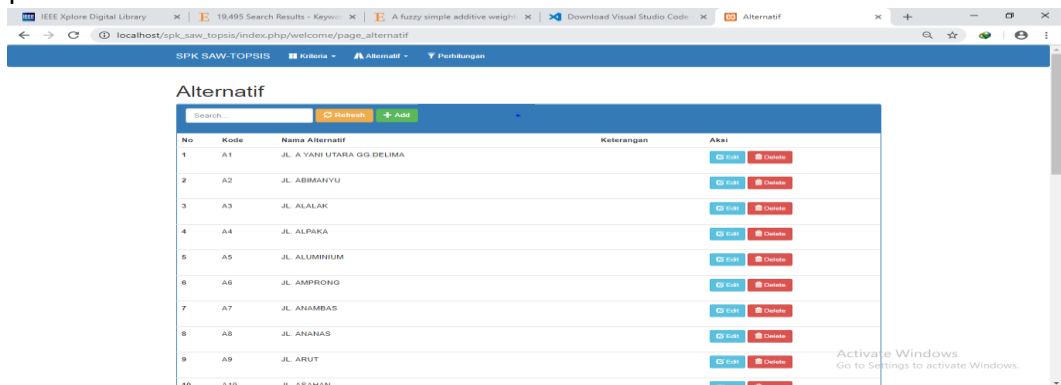 IEEE Xplore Digital Library
19,495 Search Results - Keywo
A fuzzy simple additive weight
Download Visual Studio Code
Alternatif
localhost/spk_saw_topsis/index.php/welcome/page_alternatif
SPK SAW-TOPSIS Kriteria Alternatif Perhitungan
Alternatif
Search... Refresh Add
No Kode Nama Alternatif Keterangan Aksi
1 A1 JL. A YANI UTARA GG.DELIMA Edit Delete
2 A2 JL. ABIMANYU Edit Delete
3 A3 JL. ALALAK Edit Delete
4 A4 JL. ALPAKA Edit Delete
5 A5 JL. ALUMINIUM Edit Delete
6 A6 JL. AMPRONG Edit Delete
7 A7 JL. ANAMBAS Edit Delete
8 A8 JL. ANANAS Edit Delete
9 A9 JL. ARUT Edit Delete
10 A10 JL. ASAHAN
Activate Windows
Go to Settings to activate Windows.